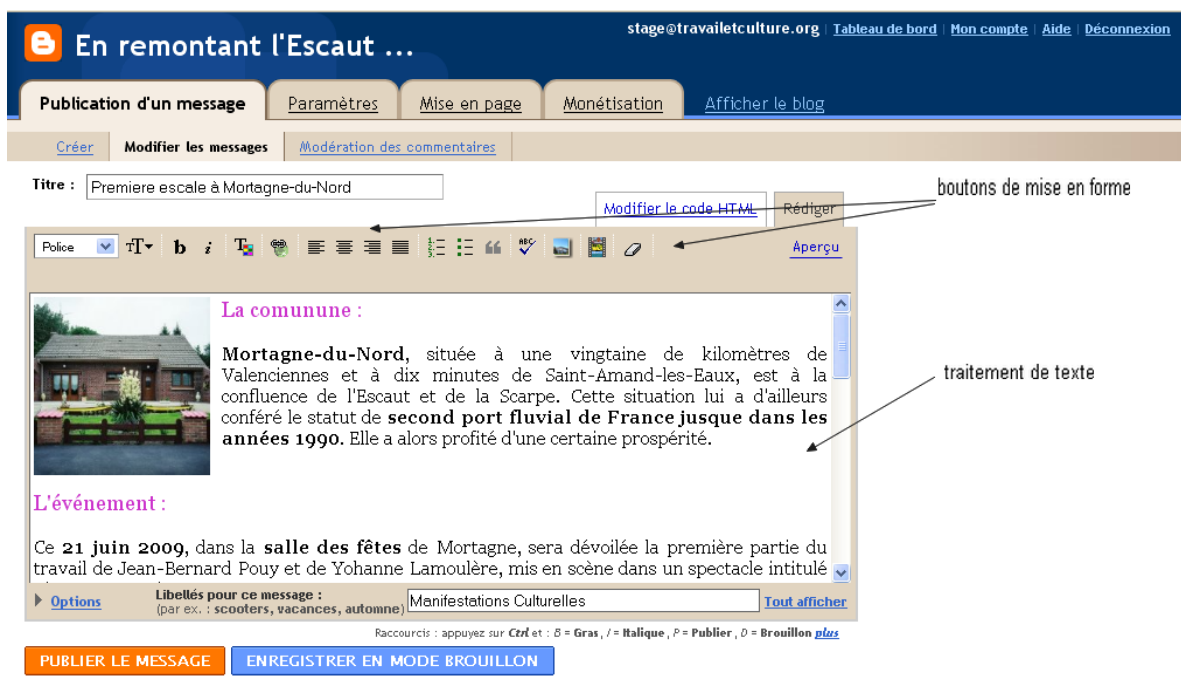 En remontant l'Escaut ...
stage@travailetculture.org | Tableau de bord | Mon compte | Aide | Déconnexion
Publication d'un message
Paramètres
Mise en page
Monétisation
Afficher le blog
Créer
Modifier les messages
Modération des commentaires
Titre : Premiere escale à Mortagne-du-Nord
boutons de mise en forme
Modifier le code HTML
Rédiger
Police
Aperçu
La comunune :
Mortagne-du-Nord, située à une vingtaine de kilomètres de
Valenciennes et à dix minutes de Saint-Amand-les-Eaux, est à la
confluence de l'Escaut et de la Scarpe. Cette situation lui a d'ailleurs
conféré le statut de second port fluvial de France jusque dans les
années 1990. Elle a alors profité d'une certaine prospérité.
traitement de texte
L'événement :
Ce 21 juin 2009, dans la salle des fêtes de Mortagne, sera dévoilée la première partie du
travail de Jean-Bernard Pouy et de Yohanne Lamoulère, mis en scène dans un spectacle intitulé
Options
Libellés pour ce message :
(par ex. : scooters, vacances, automne)
Manifestations Culturelles
Tout afficher
Raccourcis : appuyez sur Ctrl et : B = Gras , I = Italique , P = Publier , D = Brouillon plus
PUBLIER LE MESSAGE
ENREGISTRER EN MODE BROUILLON